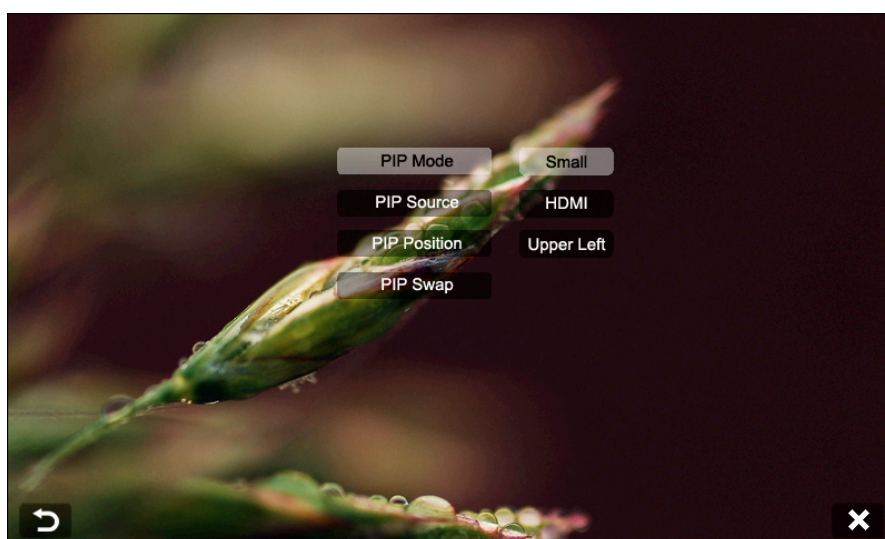 PIP Mode Small
PIP Source HDMI
PIP Position Upper Left
PIP Swap